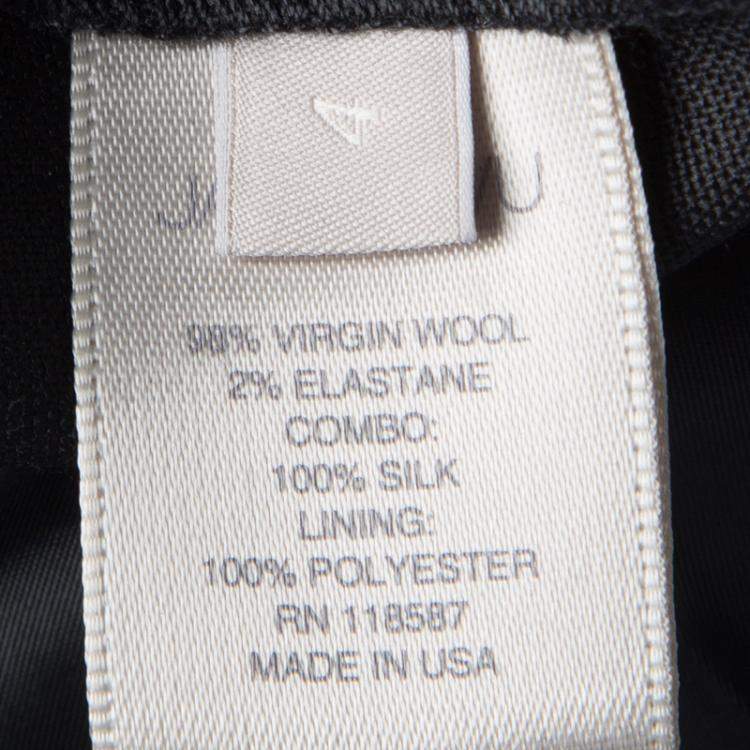 4
98% VIRGIN WOOL
2% ELASTANE
COMBO:
100% SILK
LINING:
100% POLYESTER
RN 118587
MADE IN USA